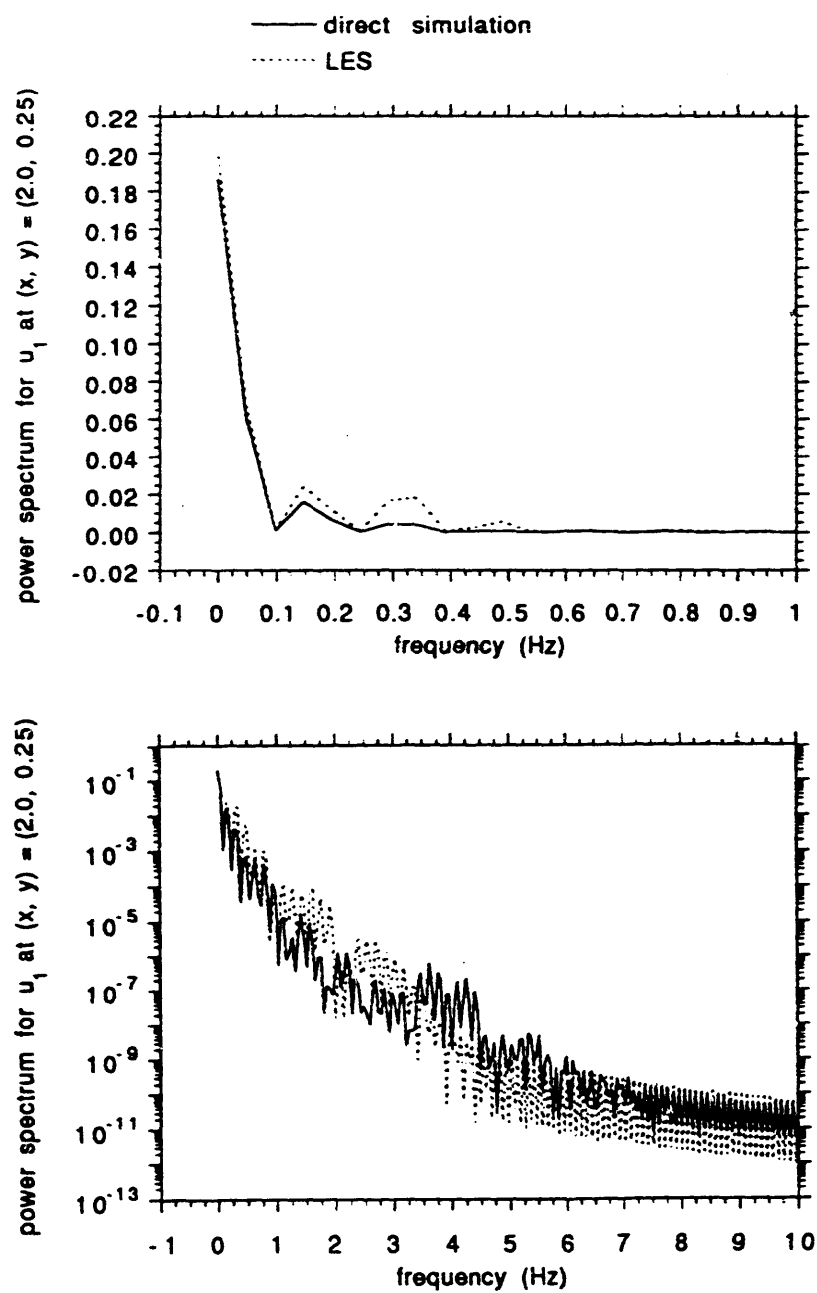 direct simulation
LES
power spectrum for u1 at (x, y) = (2.0, 0.25)
0.22
0.20
0.18
0.16
0.14
0.12
0.10
0.08
0.06
0.04
0.02
0.00
-0.02
-0.1 0 0.1 0.2 0.3 0.4 0.5 0.6 0.7 0.8 0.9 1
frequency (Hz)
power spectrum for u1 at (x, y) = (2.0, 0.25)
10-1
10-3
10-5
10-7
10-9
10-11
10-13
-1 0 1 2 3 4 5 6 7 8 9 10
frequency (Hz)